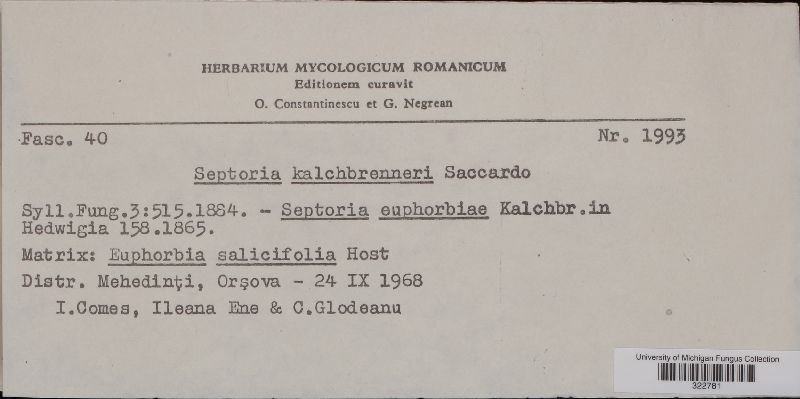 HERBARIUM MYCOLOGICUM ROMANICUM
Editionem curavit
O. Constantinescu et G. Negrean
Fasc. 40 Nr. 1993
Septoria kalchbrenneri Saccardo
Syll.Fung.3:515.1884. - Septoria euphorbiae Kalchbr.in
Hedwigia 158.1865.
Matrix: Euphorbia salicifolia Host
Distr. Mehedinţi, Orşova - 24 IX 1968
I.Comes, Ileana Ene & C.Glodeanu
University of Michigan Fungus Collection
322781